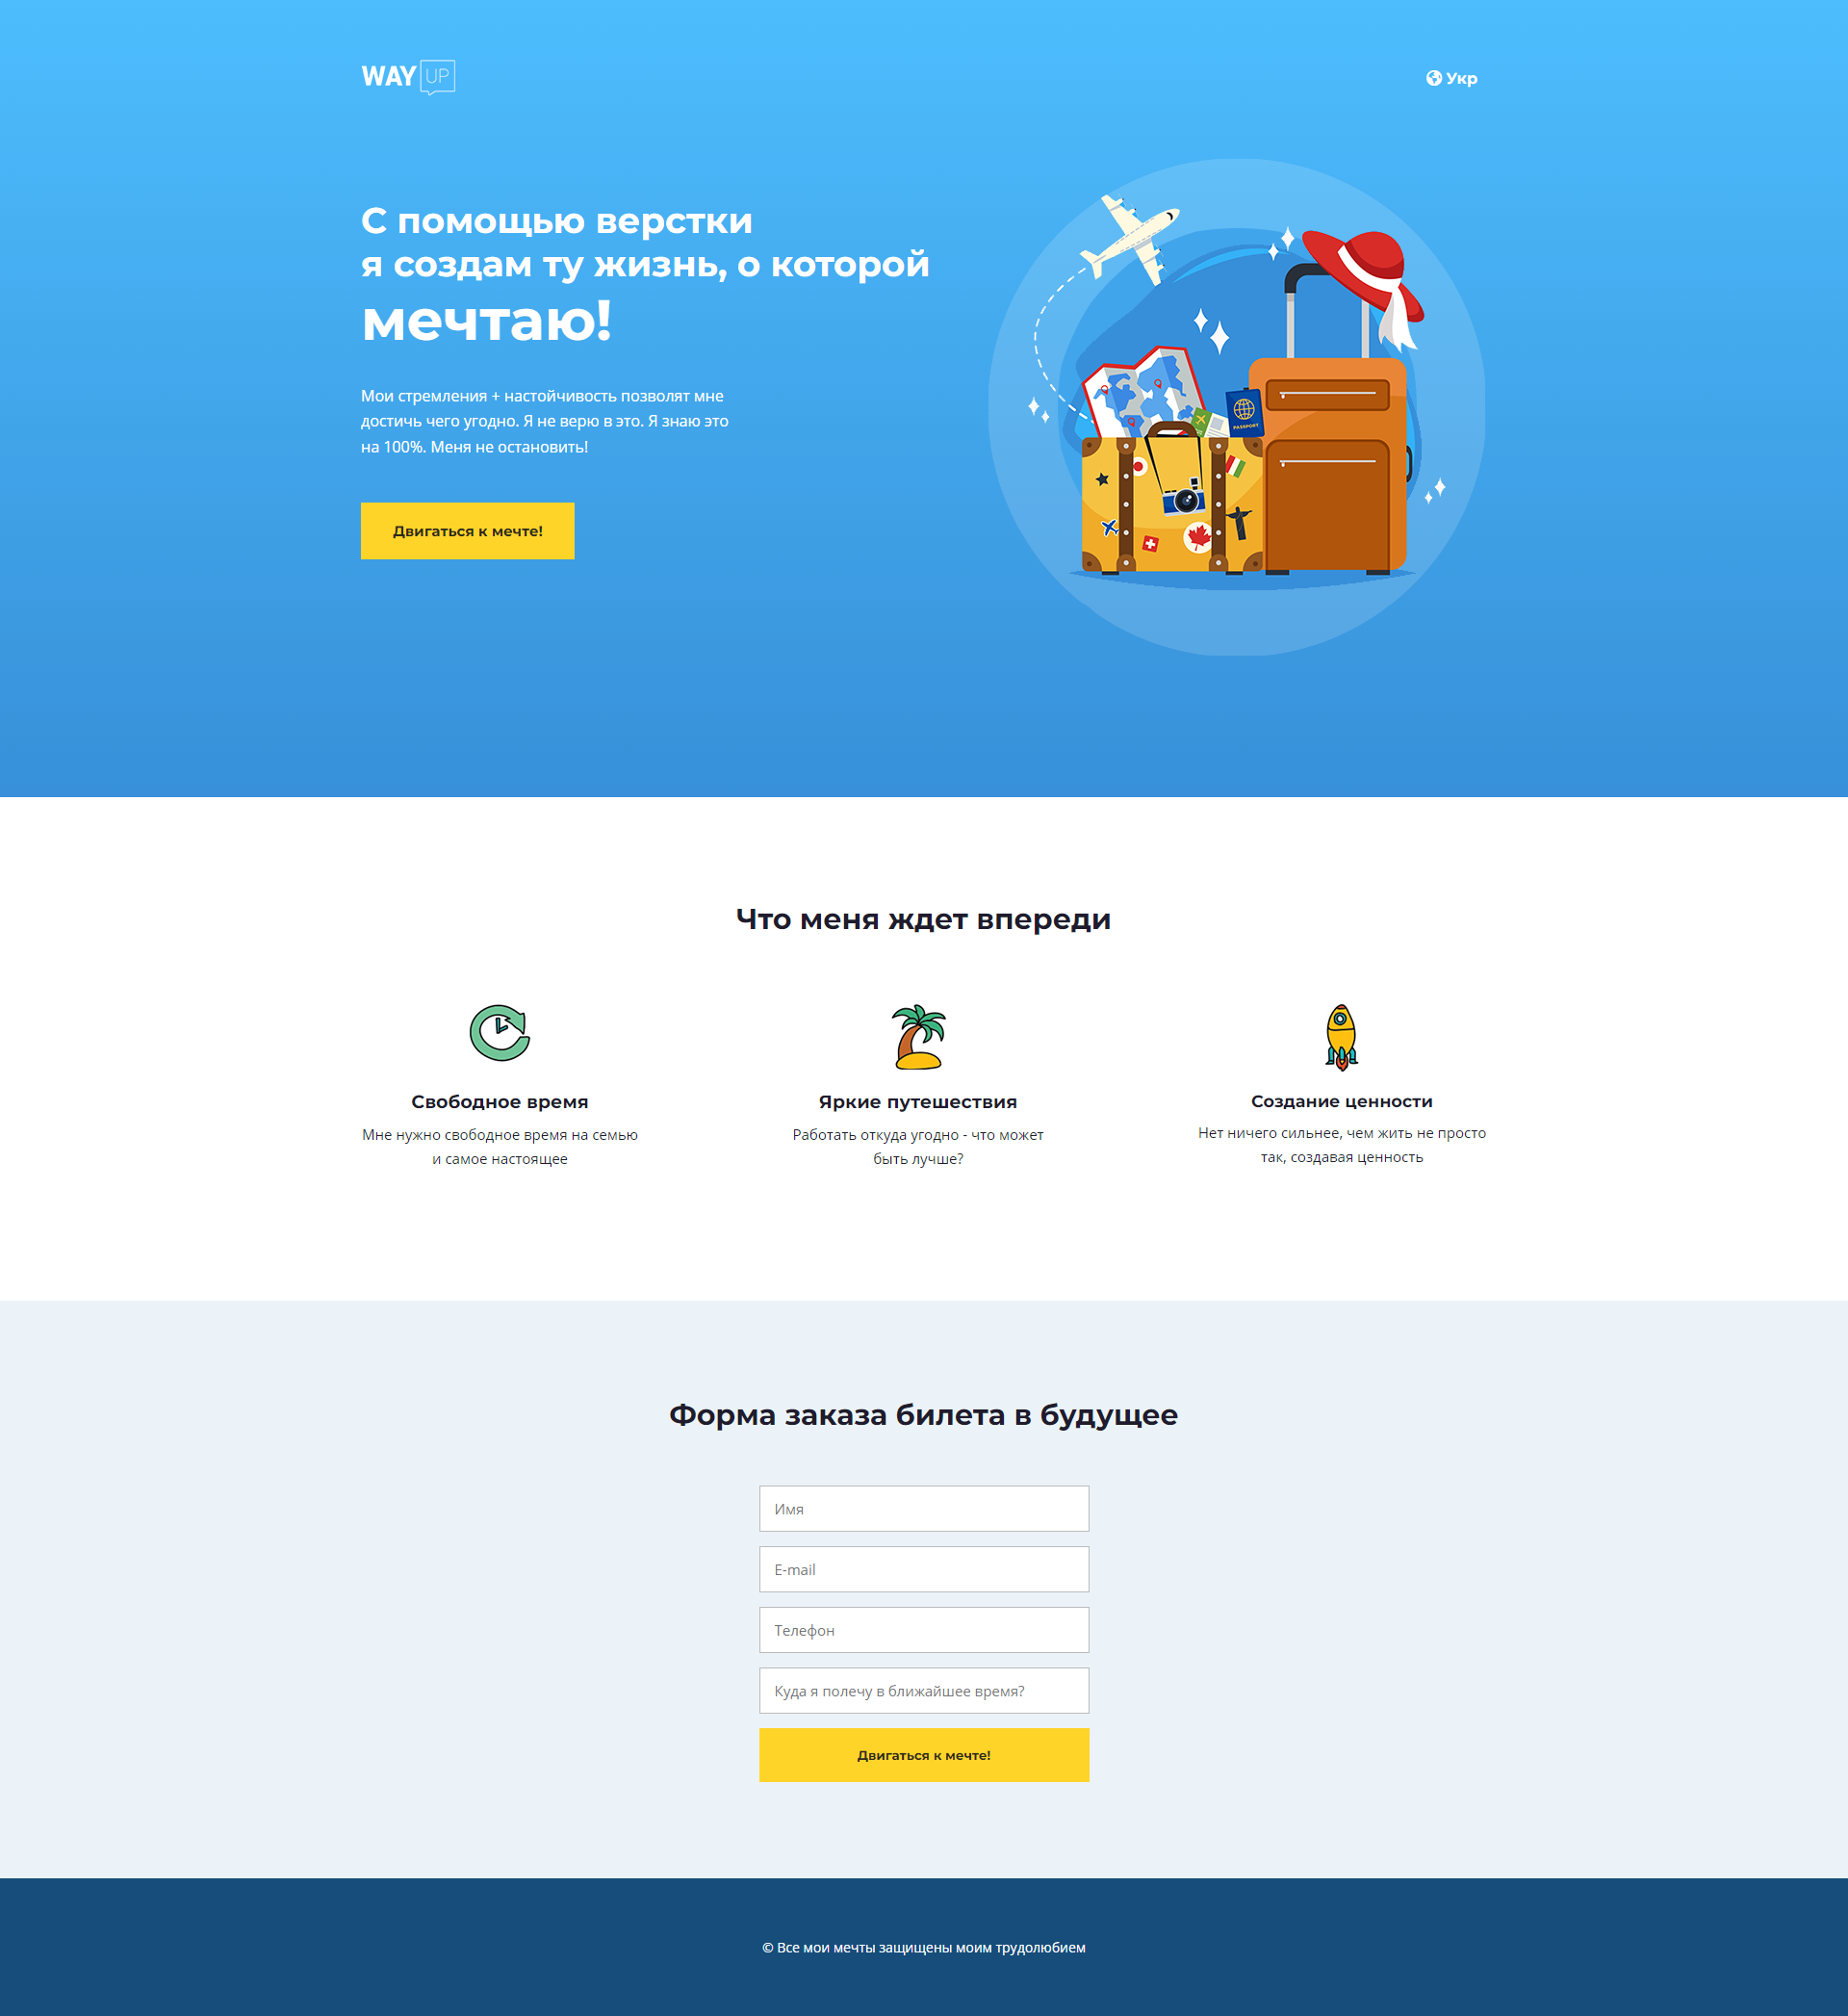 WAY UP
Укр
С помощью верстки
я создам ту жизнь, о которой
мечтаю!
Мои стремления + настойчивость позволят мне
достичь чего угодно. Я не верю в это. Я знаю это
на 100%. Меня не остановить!
PASSPORT
Двигаться к мечте!
Что меня ждет впереди
Свободное время
Мне нужно свободное время на семью
и самое настоящее
Яркие путешествия
Работать откуда угодно - что может
быть лучше?
Создание ценности
Нет ничего сильнее, чем жить не просто
так, создавая ценность
Форма заказа билета в будущее
Имя
E-mail
Телефон
Куда я полечу в ближайшее время?
Двигаться к мечте!
© Все мои мечты защищены моим трудолюбием